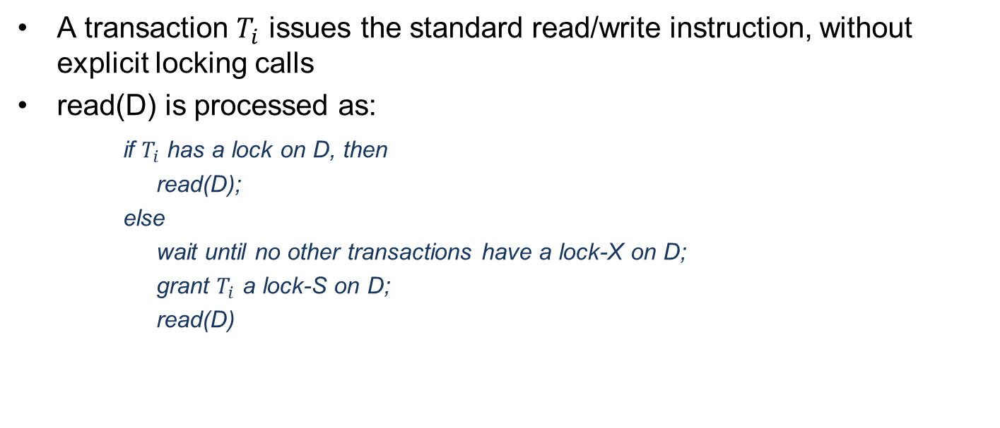 • A transaction Tᵢ issues the standard read/write instruction, without
explicit locking calls
• read(D) is processed as:
if Tᵢ has a lock on D, then
read(D);
else
wait until no other transactions have a lock-X on D;
grant Tᵢ a lock-S on D;
read(D)